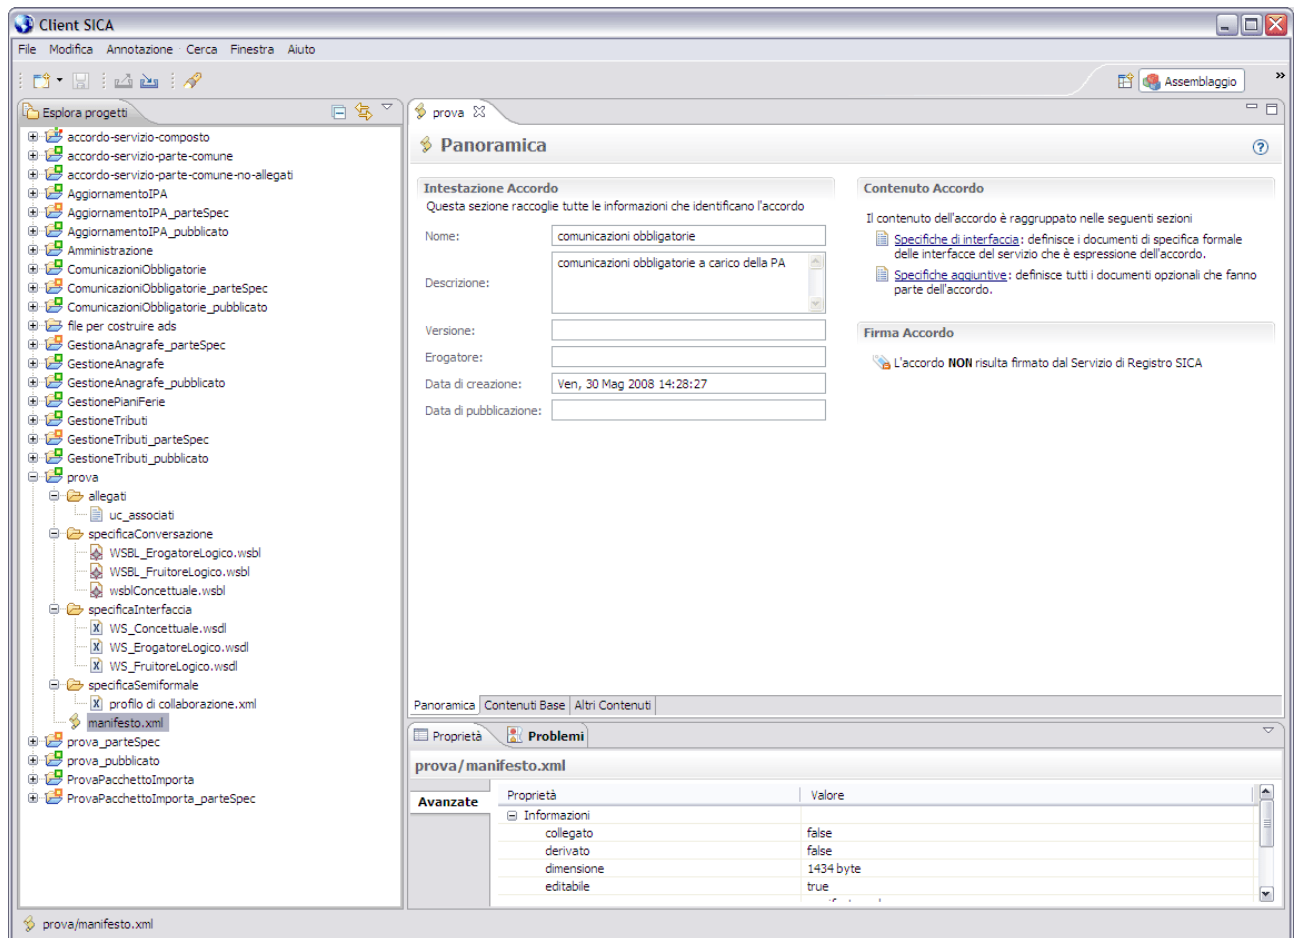 Client SICA
File Modifica Annotazione Cerca Finestra Aiuto
Assemblaggio
Esplora progetti
accordo-servizio-composto
accordo-servizio-parte-comune
accordo-servizio-parte-comune-no-allegati
AggiornamentoIPA
AggiornamentoIPA_parteSpec
AggiornamentoIPA_pubblicato
Amministrazione
ComunicazioniObbligatorie
ComunicazioniObbligatorie_parteSpec
ComunicazioniObbligatorie_pubblicato
file per costruire ads
GestionaAnagrafe_parteSpec
GestioneAnagrafe
GestioneAnagrafe_pubblicato
GestionePianiFerie
GestioneTributi
GestioneTributi_parteSpec
GestioneTributi_pubblicato
prova
allegati
uc_associati
specificaConversazione
WSBL_ErogatoreLogico.wsbl
WSBL_FruitoreLogico.wsbl
wsblConcettuale.wsbl
specificaInterfaccia
WS_Concettuale.wsdl
WS_ErogatoreLogico.wsdl
WS_FruitoreLogico.wsdl
specificaSemiformale
profilo di collaborazione.xml
manifesto.xml
prova_parteSpec
prova_pubblicato
ProvaPacchettoImporta
ProvaPacchettoImporta_parteSpec
prova
Panoramica
Intestazione Accordo
Questa sezione raccoglie tutte le informazioni che identificano l'accordo
Nome: comunicazioni obbligatorie
Descrizione: comunicazioni obbligatorie a carico della PA
Versione:
Erogatore:
Data di creazione: Ven, 30 Mag 2008 14:28:27
Data di pubblicazione:
Contenuto Accordo
Il contenuto dell'accordo è raggruppato nelle seguenti sezioni
Specifiche di interfaccia: definisce i documenti di specifica formale
delle interfacce del servizio che è espressione dell'accordo.
Specifiche aggiuntive: definisce tutti i documenti opzionali che fanno
parte dell'accordo.
Firma Accordo
L'accordo NON risulta firmato dal Servizio di Registro SICA
Panoramica Contenuti Base Altri Contenuti
Proprietà Problemi
prova/manifesto.xml
Avanzate
Proprietà Valore
Informazioni
collegato false
derivato false
dimensione 1434 byte
editabile true
prova/manifesto.xml